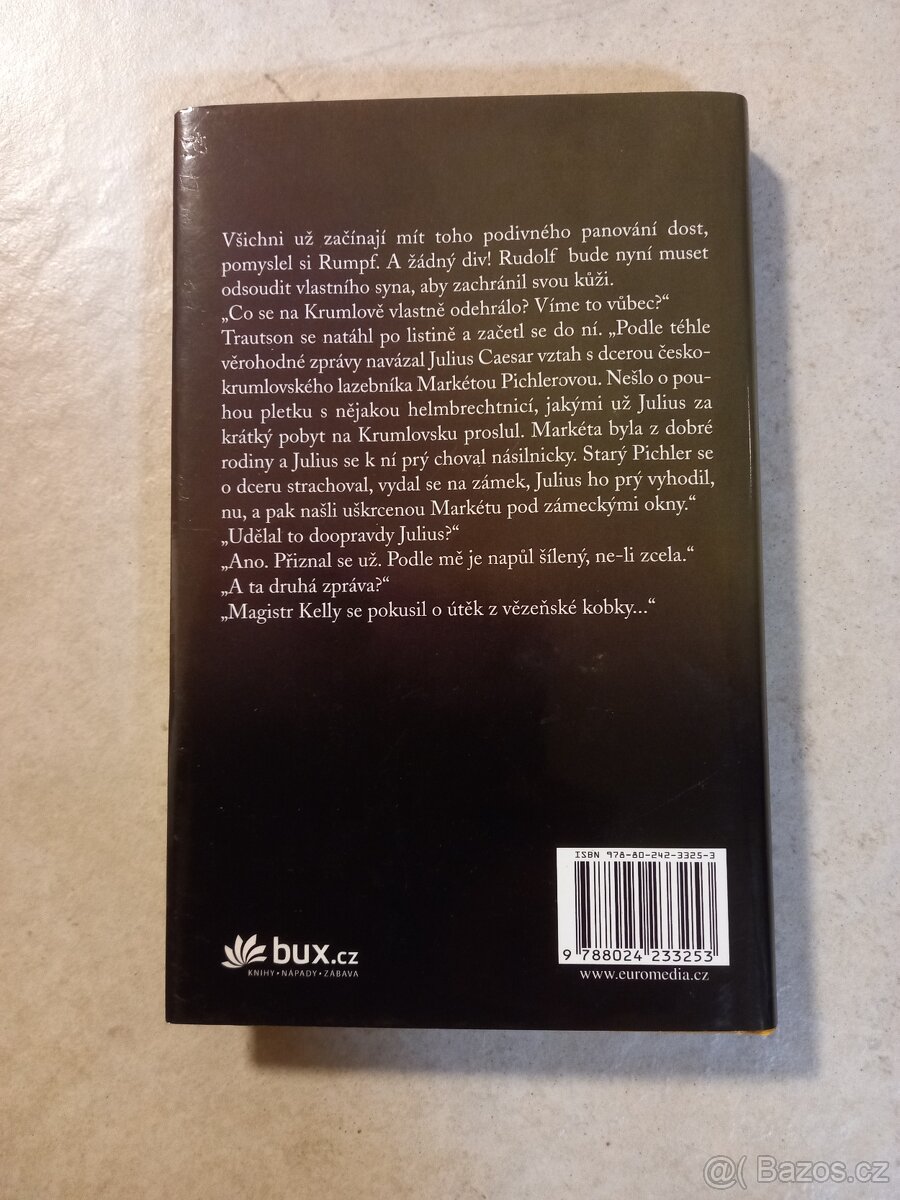 Všichni už začínají mít toho podivného panování dost,
pomyslel si Rumpf. A žádný div! Rudolf bude nyní muset
odsoudit vlastního syna, aby zachránil svou kůži.
„Co se na Krumlově vlastně odehrálo? Víme to vůbec?“
Trautson se natáhl po listině a začetl se do ní. „Podle téhle
věrohodné zprávy navázal Julius Caesar vztah s dcerou česko-
krumlovského lazebníka Markétou Pichlerovou. Nešlo o pou-
hou pletku s nějakou helmbrechtnicí, jakými už Julius za
krátký pobyt na Krumlovsku proslul. Markéta byla z dobré
rodiny a Julius se k ní prý choval násilnicky. Starý Pichler se
o dceru strachoval, vydal se na zámek, Julius ho prý vyhodil,
nu, a pak našli uškrcenou Markétu pod zámeckými okny.“
„Udělal to doopravdy Julius?“
„Ano. Přiznal se už. Podle mě je napůl šílený, ne-li zcela.“
„A ta druhá zpráva?“
„Magistr Kelly se pokusil o útěk z vězeňské kobky...“
ISBN 978-80-242-3325-3
9 788024 233253
www.euromedia.cz
bux.cz
KNIHY • NÁPADY • ZÁBAVA
@( Bazos.cz